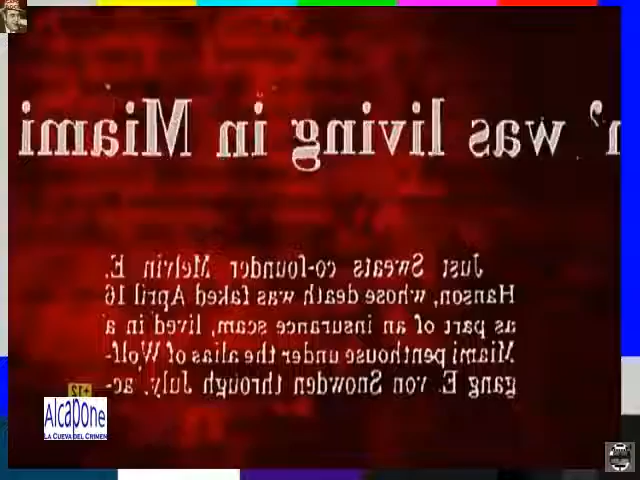 n' was living in Miami
Just Sweats co-founder Melvin E.
Hanson, whose death was faked April 16
as part of an insurance scam, lived in a
Miami penthouse under the alias of Wolf-
gang E. von Snowden through July, ac-
+12
Alcapone
LA CUEVA DEL CRIMEN